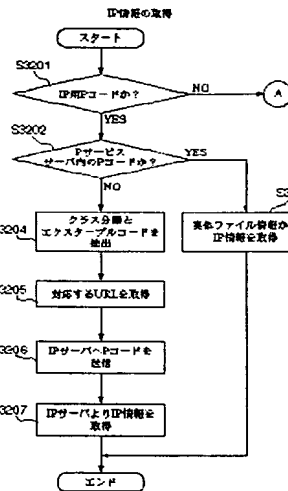 IP情報の取得
スタート
S3201
IP用Pコードか?
NO
A
YES
S3202
Pサービス
サーバ内のPコードか?
YES
NO
3204
クラス分類と
エクスターブルコードを
抽出
S3
実体ファイル情報か
IP情報を取得
3205
対応するURLを取得
3206
IPサーバへPコードを
送信
3207
IPサーバよりIP情報を
取得
エンド